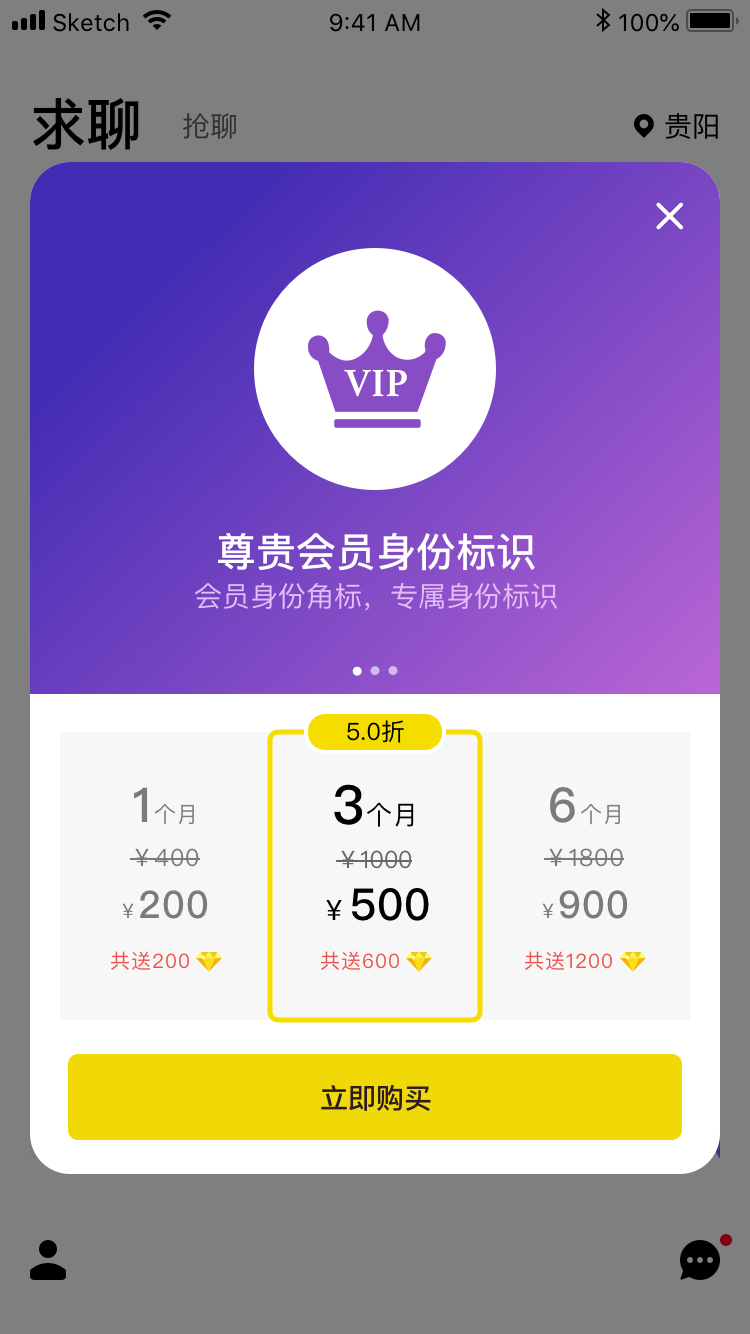 Sketch 9:41 AM 100%
求聊 抢聊 贵阳
VIP
尊贵会员身份标识
会员身份角标，专属身份标识
5.0折
1个月 3个月 6个月
￥400 ￥1000 ￥1800
¥200 ¥500 ¥900
共送200 共送600 共送1200
立即购买